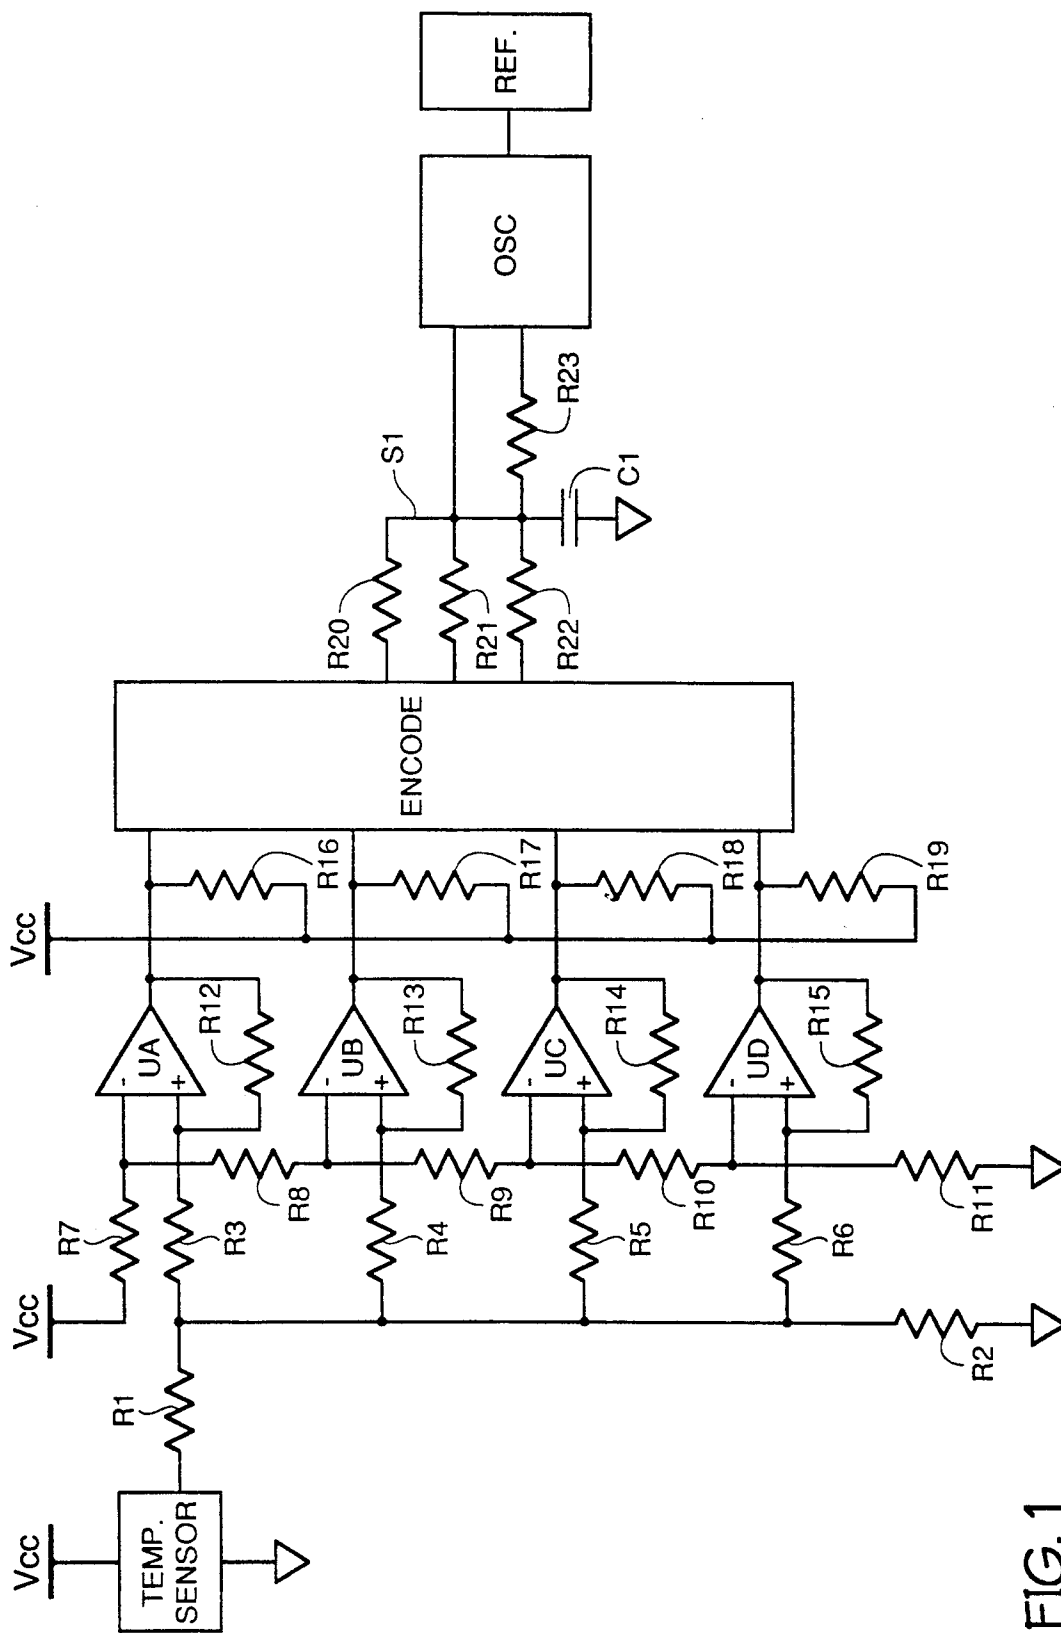 Vcc
TEMP.
SENSOR
R1
Vcc
R7
R3
R4
R5
R6
R2
R8
R9
R10
R11
-
UA
+
-
UB
+
-
UC
+
-
UD
+
R12
R13
R14
R15
Vcc
R16
R17
R18
R19
ENCODE
R20
R21
R22
S1
C1
R23
OSC
REF.
FIG. 1